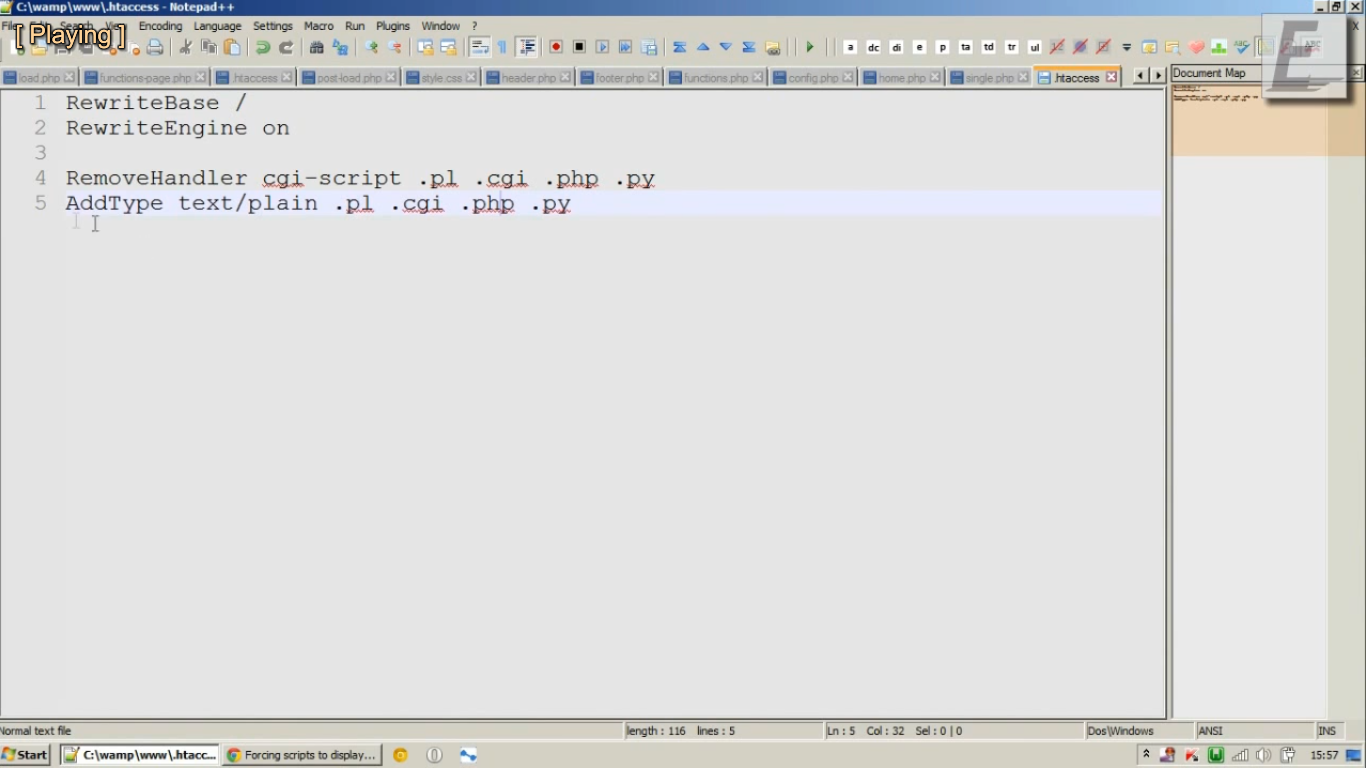 C:\wamp\www\.htaccess - Notepad++
Search View Encoding Language Settings Macro Run Plugins Window ? X
[ Playing ]
a dc di e p ta td tr ul
load.php functions-page.php .htaccess post-load.php style.css header.php footer.php functions.php config.php home.php single.php .htaccess Document Map
E
1 RewriteBase /
2 RewriteEngine on
3
4 RemoveHandler cgi-script .pl .cgi .php .py
5 AddType text/plain .pl .cgi .php .py
Normal text file length : 116 lines : 5 Ln : 5 Col : 32 Sel : 0 | 0 Dos\Windows ANSI INS
Start C:\wamp\www\.htacc... Forcing scripts to display... 15:57